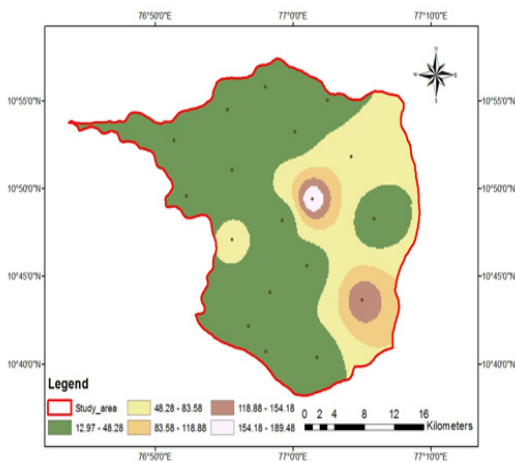 76°50'0"E 77°0'0"E 77°10'0"E
N
W E
S
10°55'0"N 10°55'0"N
10°50'0"N 10°50'0"N
10°45'0"N 10°45'0"N
10°40'0"N 10°40'0"N
Legend
Study_area 48.28 - 83.58 118.88 - 154.18
12.97 - 48.28 83.58 - 118.88 154.18 - 189.48
0 2 4 8 12 16
Kilometers
76°50'0"E 77°0'0"E 77°10'0"E